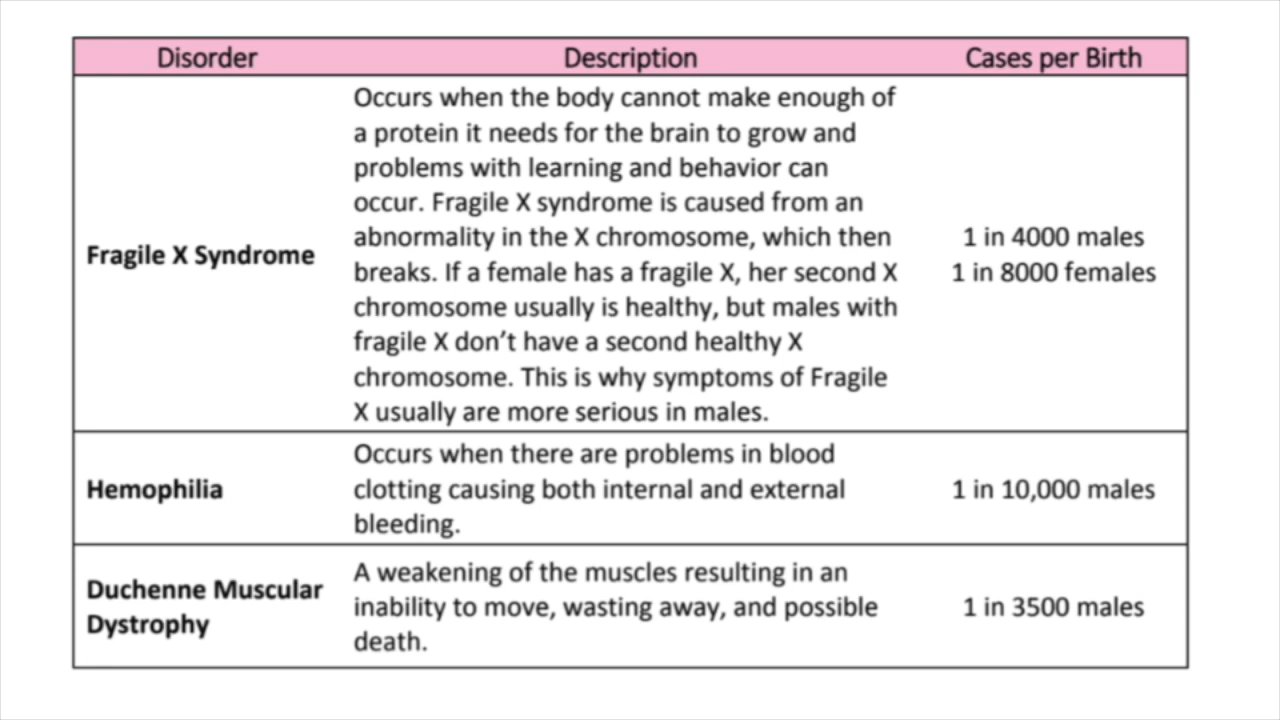 Disorder Description Cases per Birth
Occurs when the body cannot make enough of
a protein it needs for the brain to grow and
problems with learning and behavior can
occur. Fragile X syndrome is caused from an
abnormality in the X chromosome, which then
breaks. If a female has a fragile X, her second X
chromosome usually is healthy, but males with
fragile X don’t have a second healthy X
chromosome. This is why symptoms of Fragile
X usually are more serious in males.
Fragile X Syndrome
1 in 4000 males
1 in 8000 females
Hemophilia
Occurs when there are problems in blood
clotting causing both internal and external
bleeding.
1 in 10,000 males
Duchenne Muscular
Dystrophy
A weakening of the muscles resulting in an
inability to move, wasting away, and possible
death.
1 in 3500 males